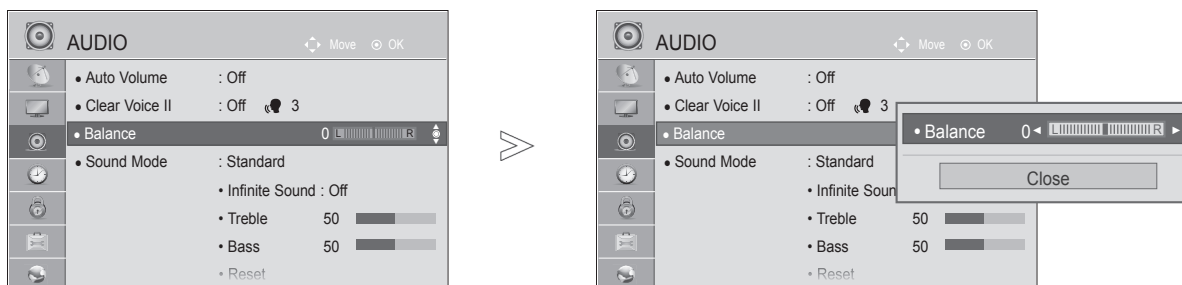 AUDIO Move OK
• Auto Volume : Off
• Clear Voice II : Off 3
• Balance 0 L R
• Sound Mode : Standard
• Infinite Sound : Off
• Treble 50
• Bass 50
• Reset
AUDIO Move OK
• Auto Volume : Off
• Clear Voice II : Off 3
• Balance
• Sound Mode : Standard
• Infinite Soun
• Treble 50
• Bass 50
• Reset
• Balance 0 ◄ L R ►
Close